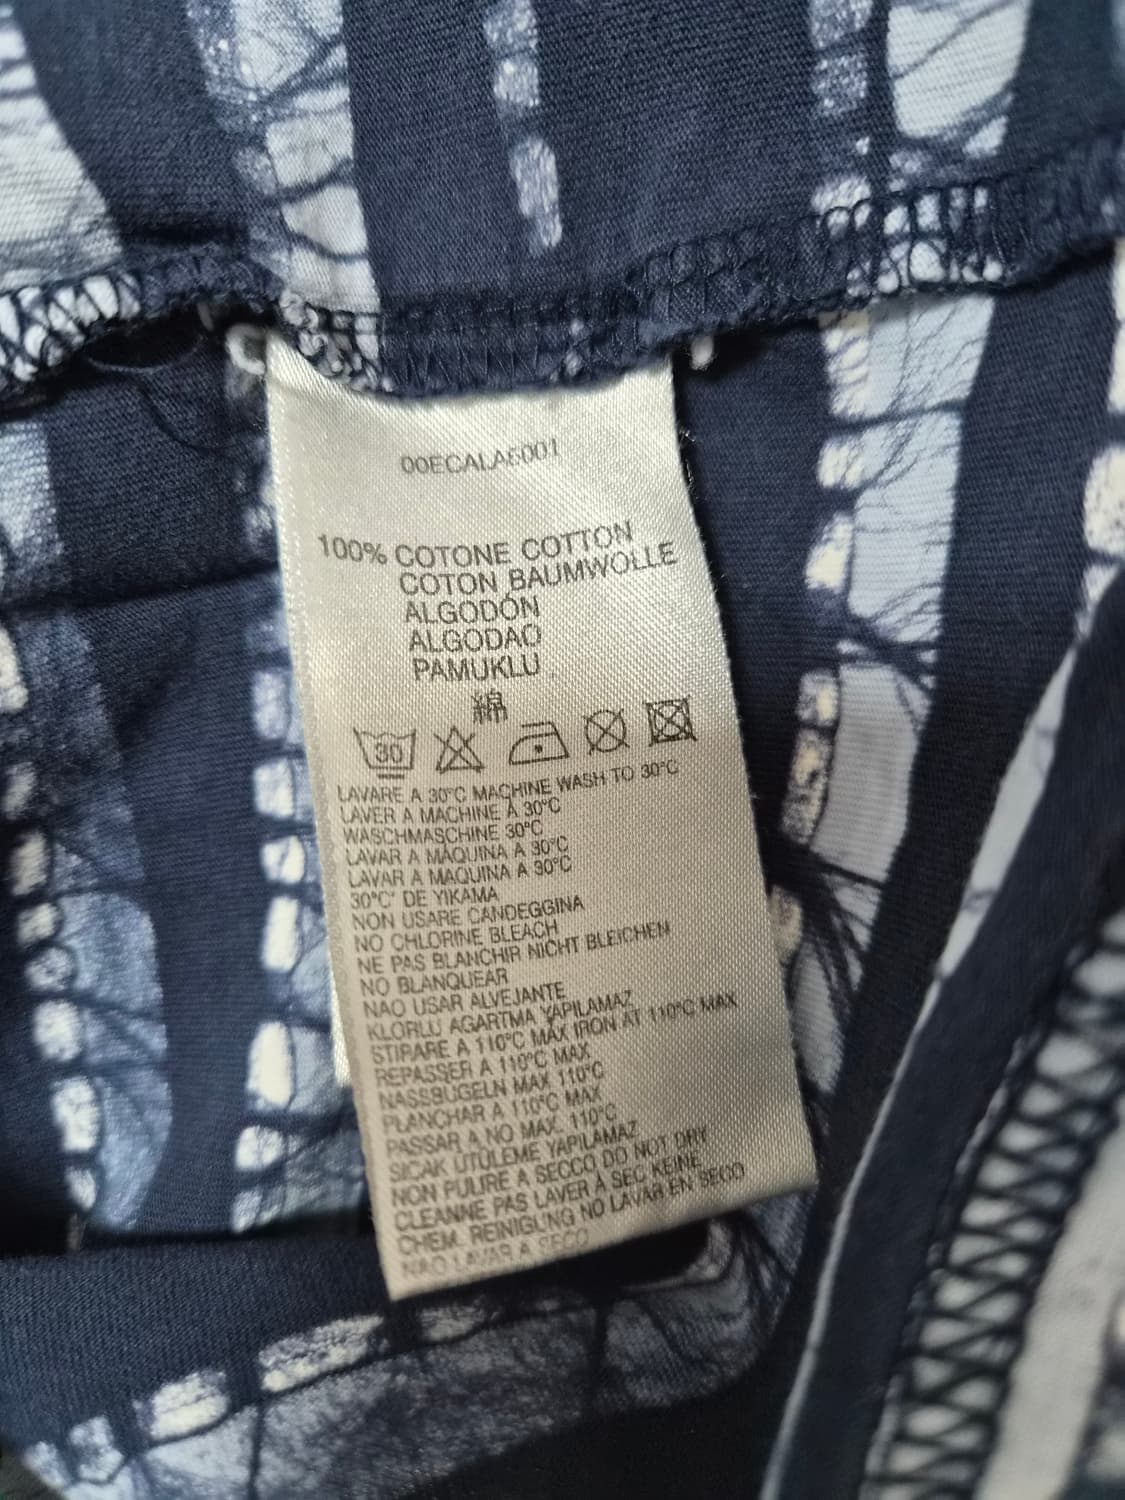 00ECALA6001
100% COTONE COTTON
COTON BAUMWOLLE
ALGODÓN
ALGODAO
PAMUKLU
綿
30
LAVARE A 30°C MACHINE WASH TO 30°C
LAVER A MACHINE À 30°C
WASCHMASCHINE 30°C
LAVAR A MÁQUINA A 30°C
LAVAR A MAQUINA A 30°C
30°C' DE YIKAMA
NON USARE CANDEGGINA
NO CHLORINE BLEACH
NE PAS BLANCHIR NICHT BLEICHEN
NO BLANQUEAR
NAO USAR ALVEJANTE
KLORLU AGARTMA YAPILAMAZ
STIRARE A 110°C MAX IRON AT 110°C MAX
REPASSER A 110°C MAX
NASSBÜGELN MAX 110°C
PLANCHAR A 110°C MAX
PASSAR A NO MAX. 110°C
SICAK ÜTÜLEME YAPILAMAZ
NON PULIRE A SECCO DO NOT DRY
CLEANNE PAS LAVER À SEC KEINE
CHEM. REINIGUNG NO LAVAR EN SECO
NAO LAVAR A SECO